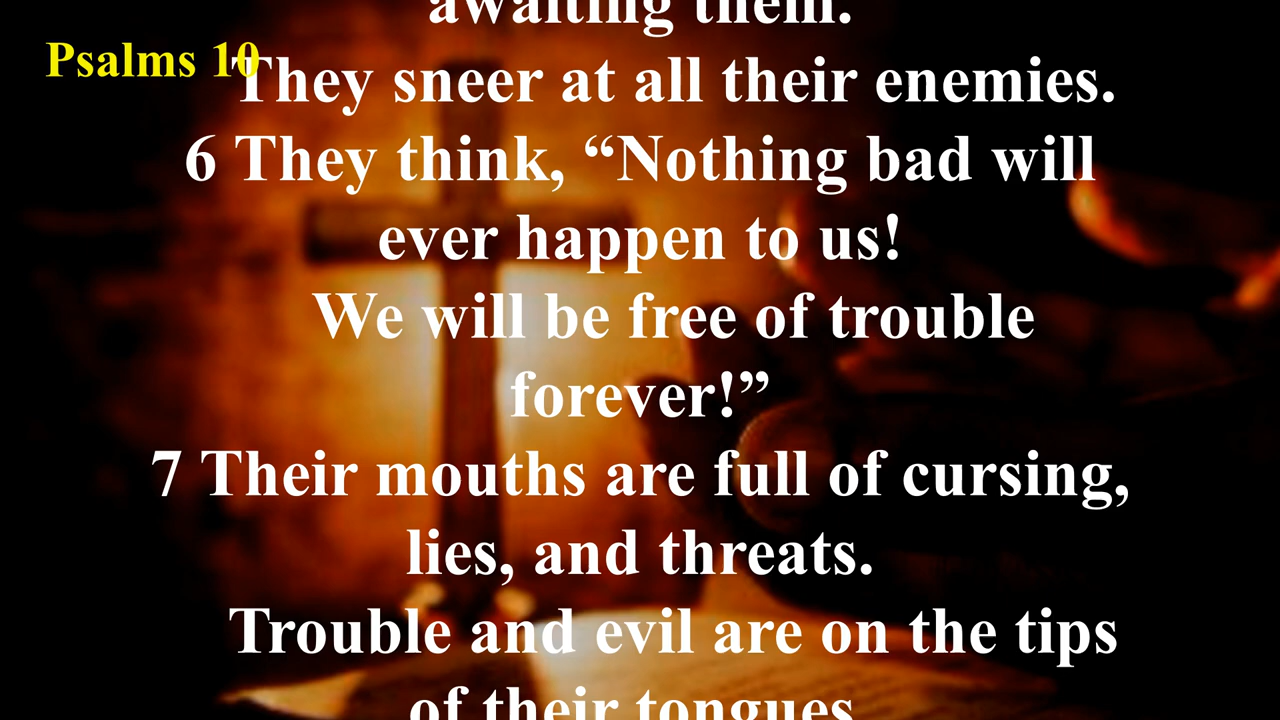 awaiting them.
Psalms 10
They sneer at all their enemies.
6 They think, “Nothing bad will
ever happen to us!
We will be free of trouble
forever!”
7 Their mouths are full of cursing,
lies, and threats.
Trouble and evil are on the tips
of their tongues